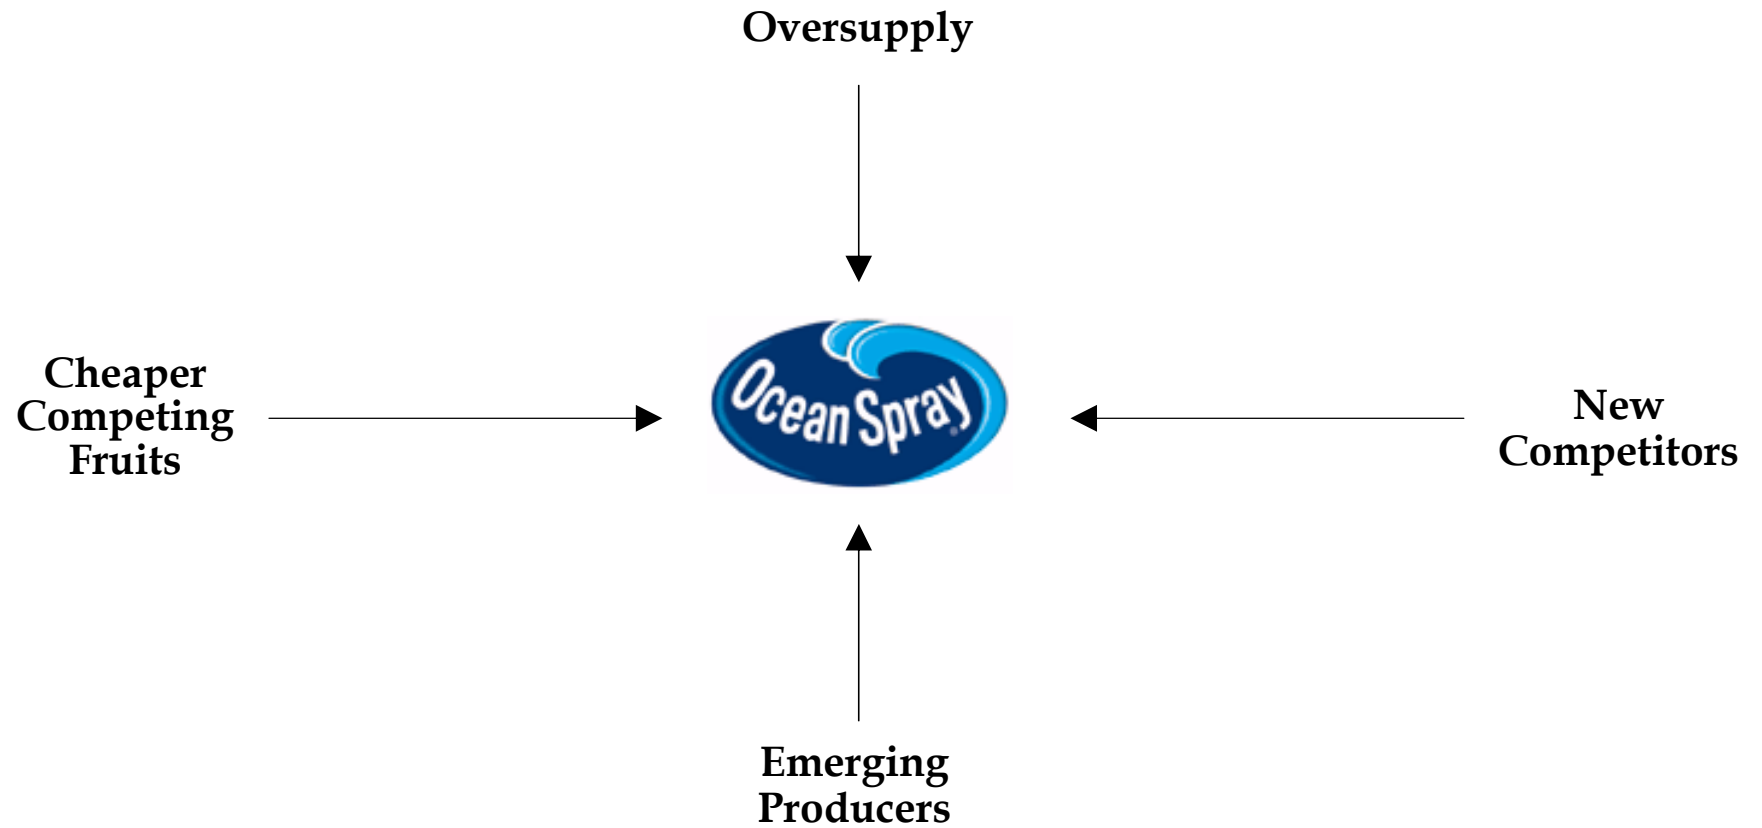 Oversupply
Cheaper
Competing
Fruits
Ocean Spray
New
Competitors
Emerging
Producers